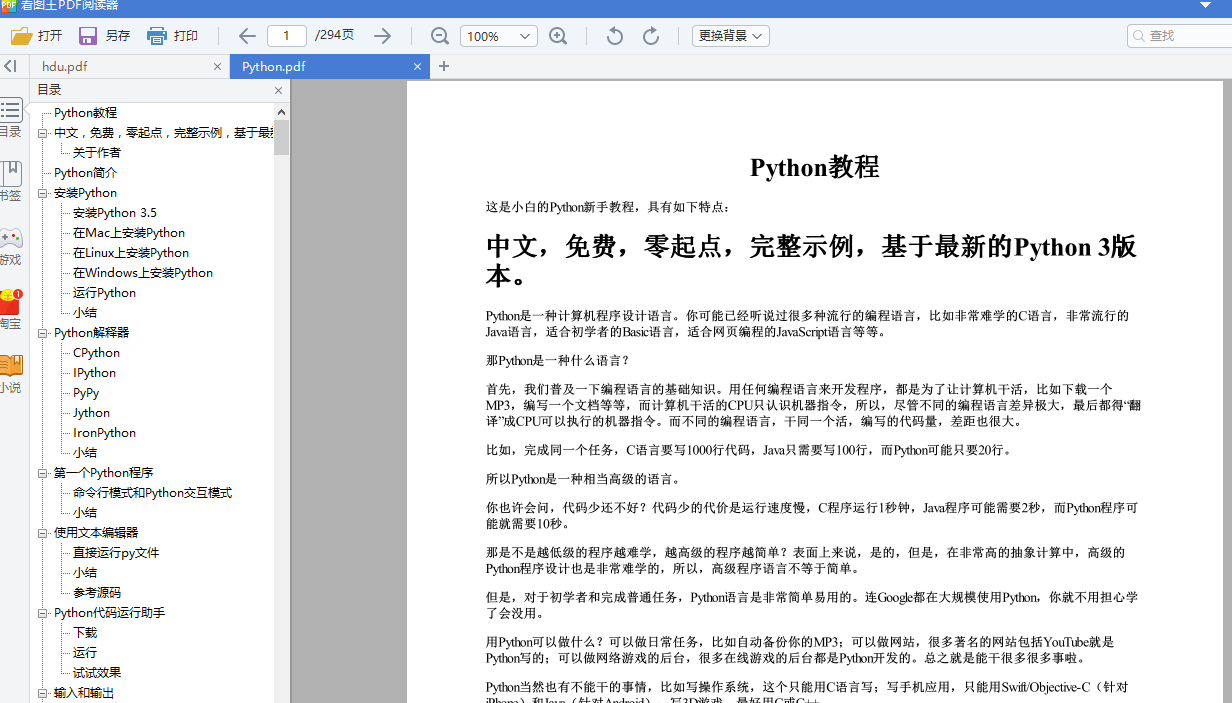 PDF 看图王PDF阅读器
打开 另存 打印 1 /294页 100% 更换背景 查找
hdu.pdf × Python.pdf × +
目录 ×
目录
书签
游戏
1
淘宝
小说
Python教程
中文，免费，零起点，完整示例，基于最新
关于作者
Python简介
安装Python
安装Python 3.5
在Mac上安装Python
在Linux上安装Python
在Windows上安装Python
运行Python
小结
Python解释器
CPython
IPython
PyPy
Jython
IronPython
小结
第一个Python程序
命令行模式和Python交互模式
小结
使用文本编辑器
直接运行py文件
小结
参考源码
Python代码运行助手
下载
运行
试试效果
输入和输出
Python教程
这是小白的Python新手教程，具有如下特点：
中文，免费，零起点，完整示例，基于最新的Python 3版
本。
Python是一种计算机程序设计语言。你可能已经听说过很多种流行的编程语言，比如非常难学的C语言，非常流行的
Java语言，适合初学者的Basic语言，适合网页编程的JavaScript语言等等。
那Python是一种什么语言？
首先，我们普及一下编程语言的基础知识。用任何编程语言来开发程序，都是为了让计算机干活，比如下载一个
MP3，编写一个文档等等，而计算机干活的CPU只认识机器指令，所以，尽管不同的编程语言差异极大，最后都得“翻
译”成CPU可以执行的机器指令。而不同的编程语言，干同一个活，编写的代码量，差距也很大。
比如，完成同一个任务，C语言要写1000行代码，Java只需要写100行，而Python可能只要20行。
所以Python是一种相当高级的语言。
你也许会问，代码少还不好？代码少的代价是运行速度慢，C程序运行1秒钟，Java程序可能需要2秒，而Python程序可
能就需要10秒。
那是不是越低级的程序越难学，越高级的程序越简单？表面上来说，是的，但是，在非常高的抽象计算中，高级的
Python程序设计也是非常难学的，所以，高级程序语言不等于简单。
但是，对于初学者和完成普通任务，Python语言是非常简单易用的。连Google都在大规模使用Python，你就不用担心学
了会没用。
用Python可以做什么？可以做日常任务，比如自动备份你的MP3；可以做网站，很多著名的网站包括YouTube就是
Python写的；可以做网络游戏的后台，很多在线游戏的后台都是Python开发的。总之就是能干很多很多事啦。
Python当然也有不能干的事情，比如写操作系统，这个只能用C语言写；写手机应用，只能用Swift/Objective-C（针对
iPhone）和Java（针对Android）；写3D游戏，最好用C或C++。